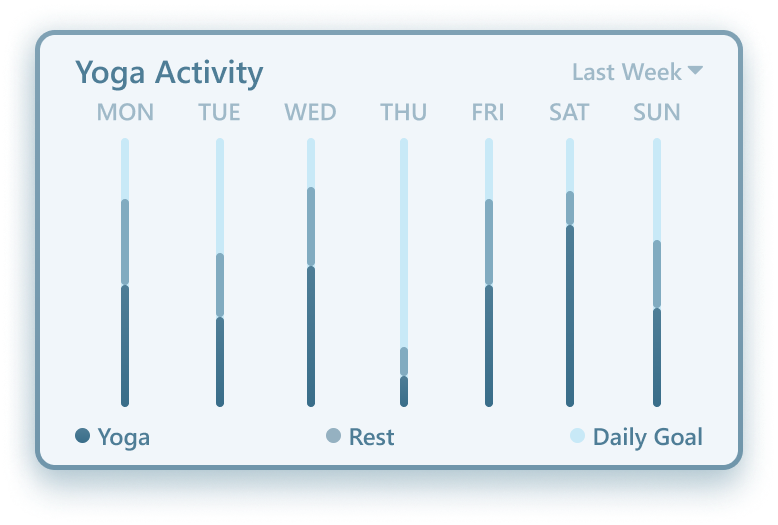 Yoga Activity
Last Week
MON TUE WED THU FRI SAT SUN
Yoga Rest Daily Goal